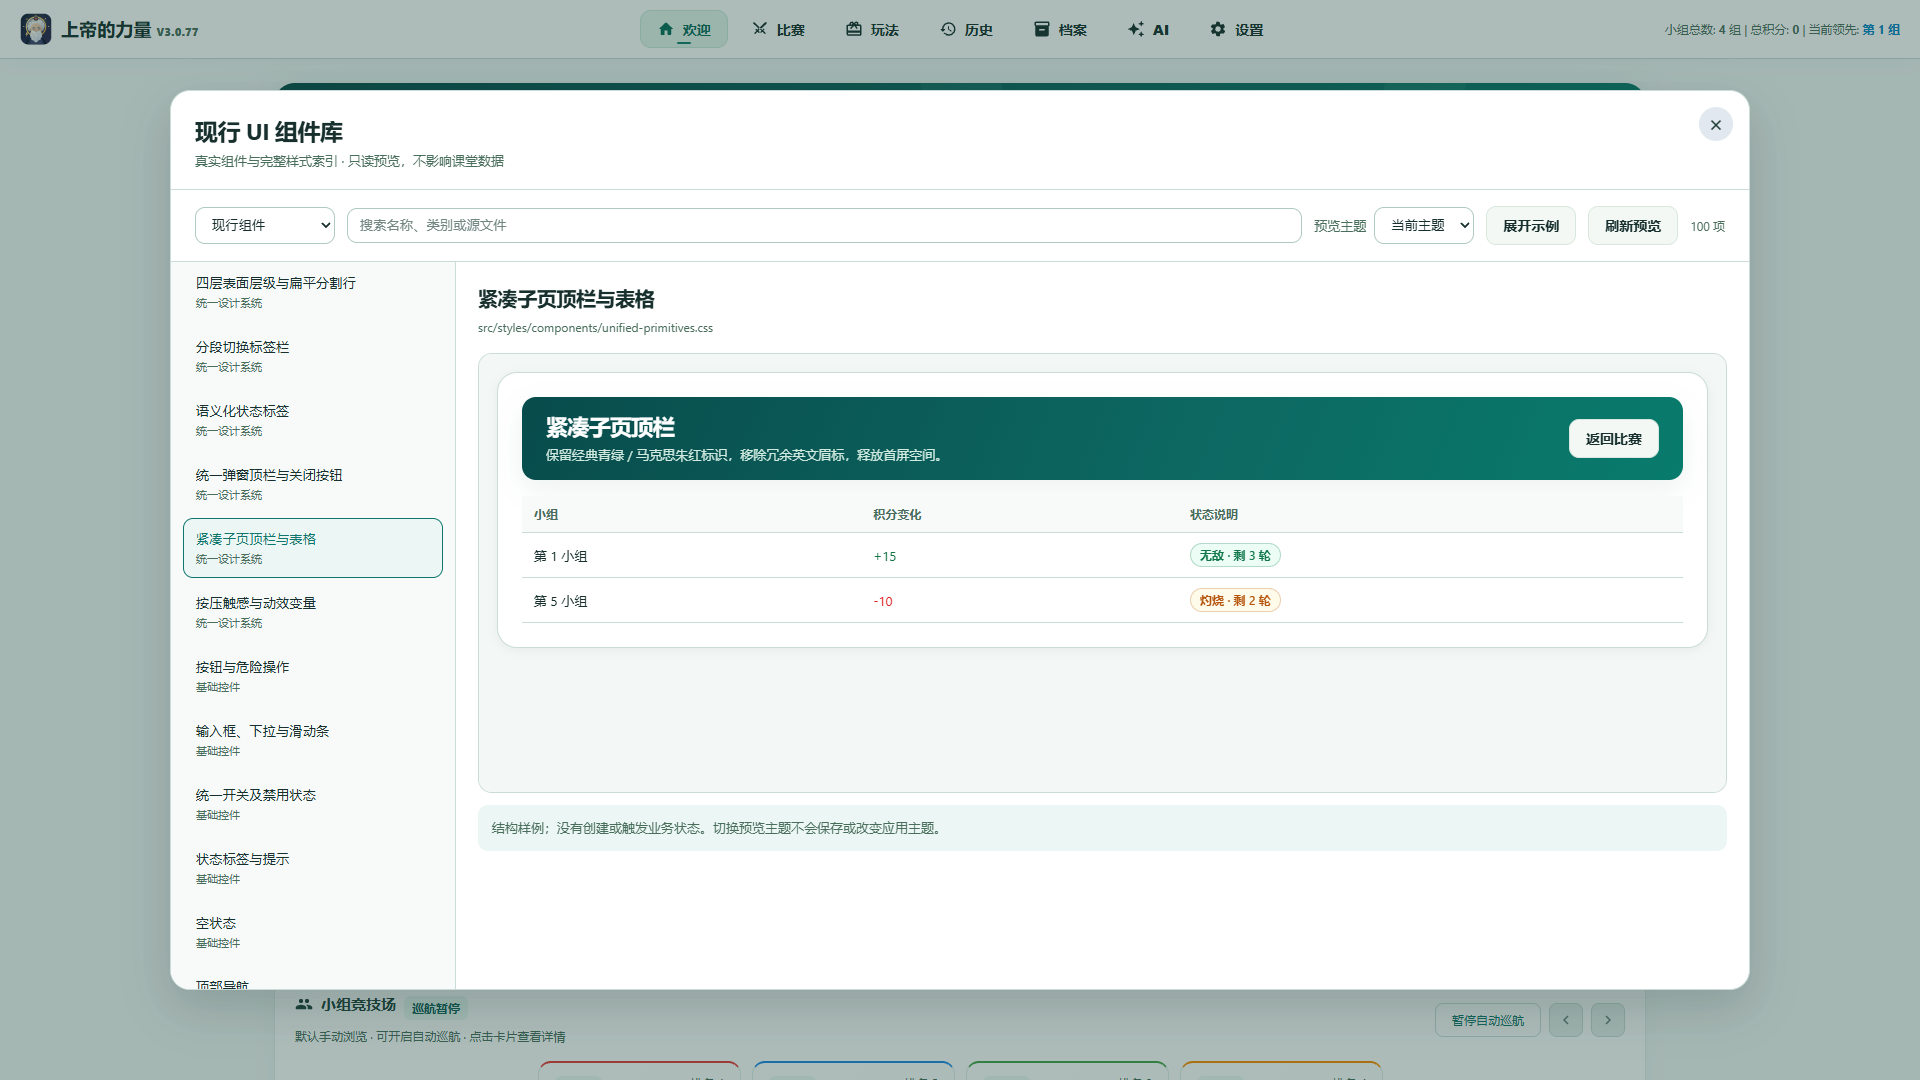 上帝的力量 V3.0.77
欢迎
比赛
玩法
历史
档案
AI
设置
小组总数: 4 组 | 总积分: 0 | 当前领先: 第 1 组
现行 UI 组件库
真实组件与完整样式索引 · 只读预览，不影响课堂数据
现行组件
搜索名称、类别或源文件
预览主题
当前主题
展开示例
刷新预览
100 项
四层表面层级与扁平分割行
统一设计系统
分段切换标签栏
统一设计系统
语义化状态标签
统一设计系统
统一弹窗顶栏与关闭按钮
统一设计系统
紧凑子页顶栏与表格
统一设计系统
按压触感与动效变量
统一设计系统
按钮与危险操作
基础控件
输入框、下拉与滑动条
基础控件
统一开关及禁用状态
基础控件
状态标签与提示
基础控件
空状态
基础控件
顶部导航
紧凑子页顶栏与表格
src/styles/components/unified-primitives.css
紧凑子页顶栏
保留经典青绿 / 马克思朱红标识，移除冗余英文眉标，释放首屏空间。
返回比赛
小组 积分变化 状态说明
第 1 小组 +15 无敌 · 剩 3 轮
第 5 小组 -10 灼烧 · 剩 2 轮
结构样例；没有创建或触发业务状态。切换预览主题不会保存或改变应用主题。
小组竞技场 巡航暂停
默认手动浏览 · 可开启自动巡航 · 点击卡片查看详情
暂停自动巡航